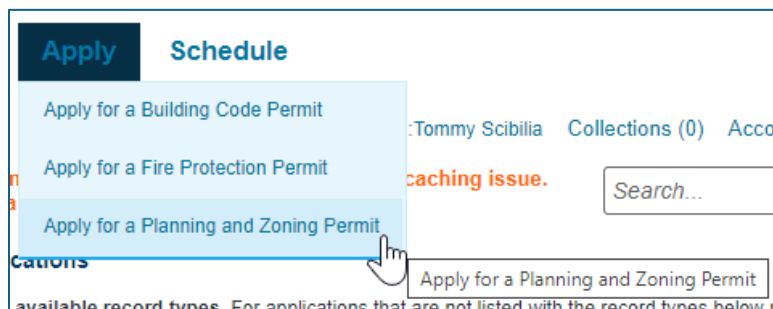 Apply Schedule
Apply for a Building Code Permit
:Tommy Scibilia Collections (0) Acco
Apply for a Fire Protection Permit
caching issue.
Search...
Apply for a Planning and Zoning Permit
cations
Apply for a Planning and Zoning Permit
available record types. For applications that are not listed with the record types below